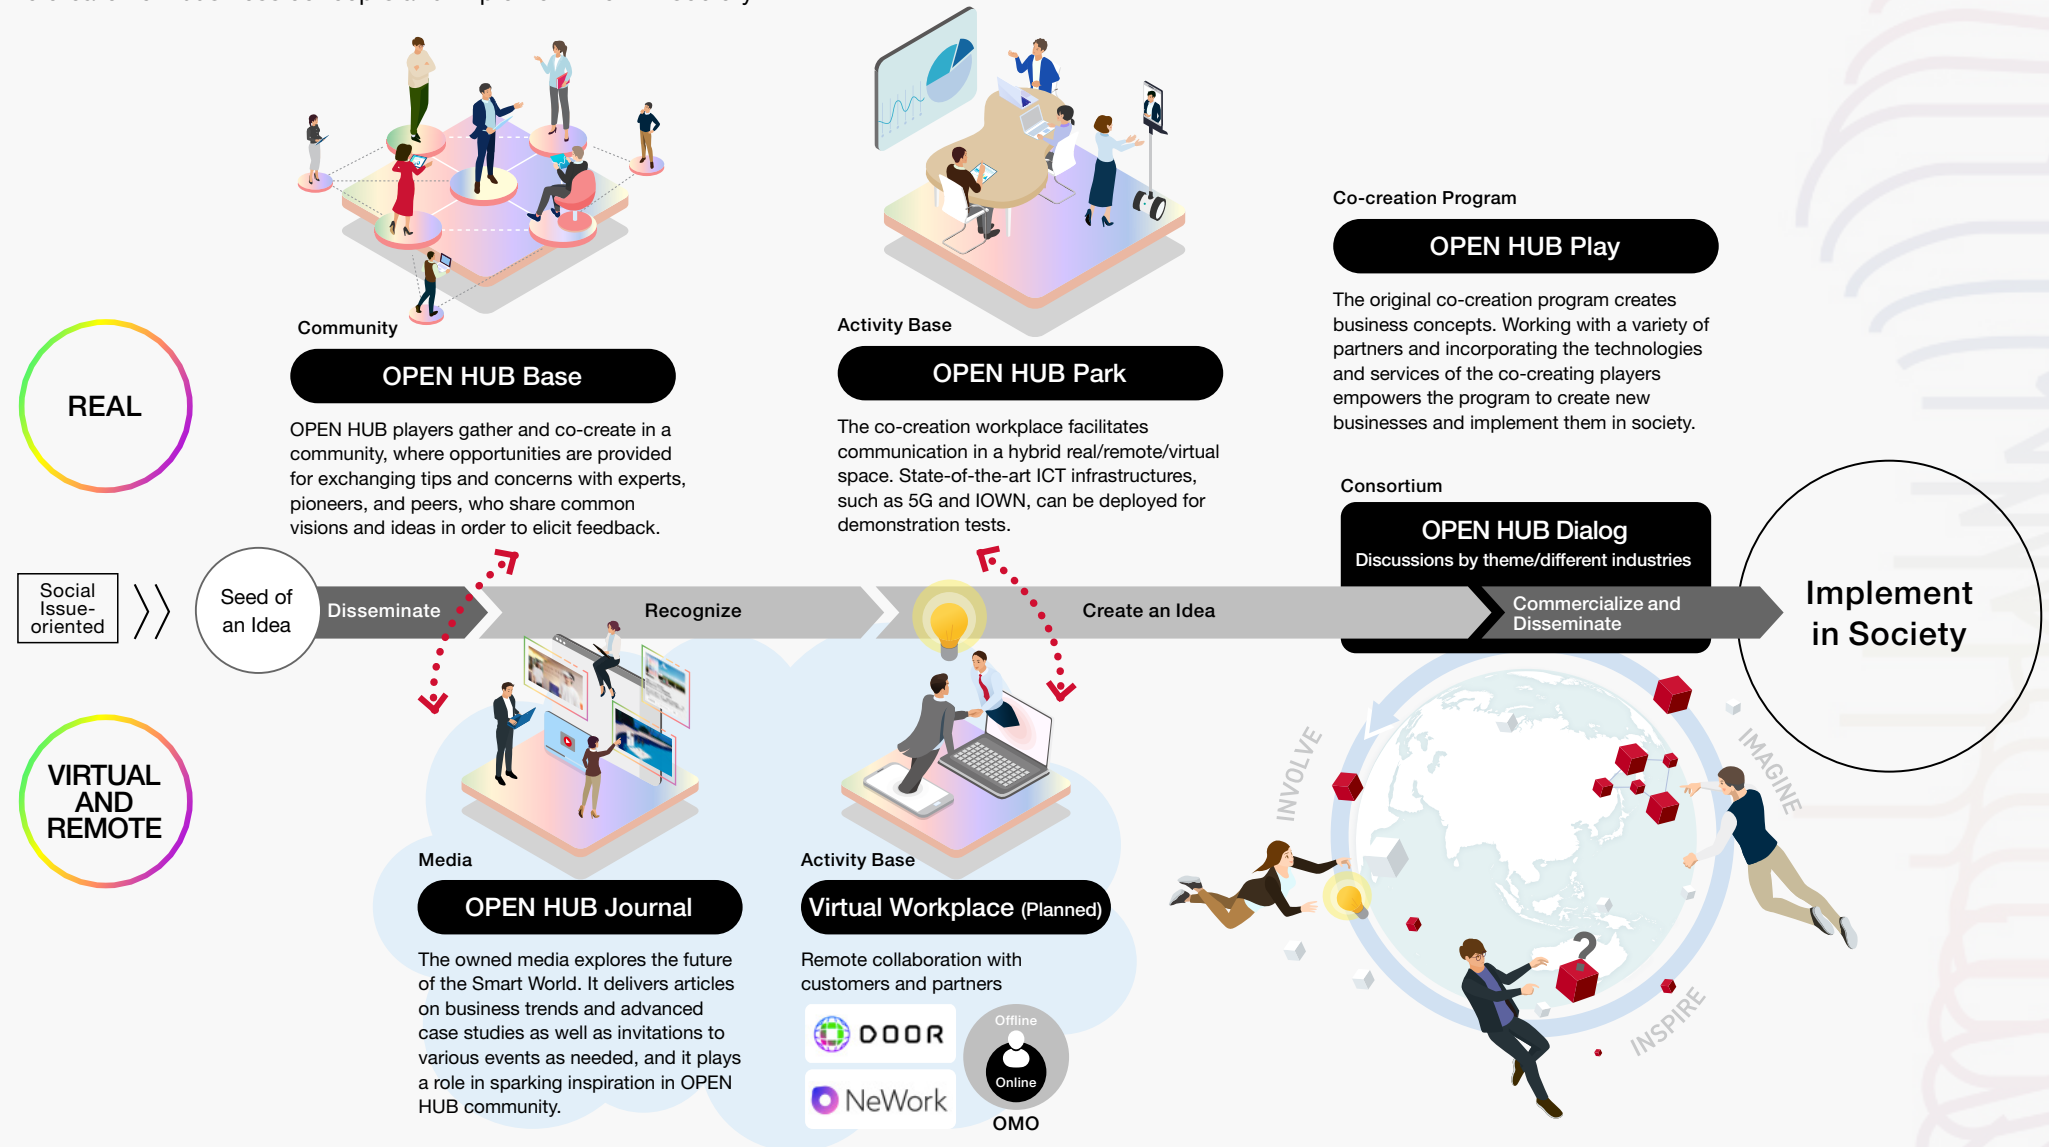 Co-creation Program
OPEN HUB Play
The original co-creation program creates
business concepts. Working with a variety of
partners and incorporating the technologies
and services of the co-creating players
empowers the program to create new
businesses and implement them in society.
Community
OPEN HUB Base
OPEN HUB players gather and co-create in a
community, where opportunities are provided
for exchanging tips and concerns with experts,
pioneers, and peers, who share common
visions and ideas in order to elicit feedback.
Activity Base
OPEN HUB Park
The co-creation workplace facilitates
communication in a hybrid real/remote/virtual
space. State-of-the-art ICT infrastructures,
such as 5G and IOWN, can be deployed for
demonstration tests.
REAL
Consortium
OPEN HUB Dialog
Discussions by theme/different industries
Social
Issue-
oriented
Seed of
an Idea
Disseminate
Recognize
Create an Idea
Commercialize and
Disseminate
Implement
in Society
VIRTUAL
AND
REMOTE
INVOLVE
IMAGINE
INSPIRE
?
Media
OPEN HUB Journal
The owned media explores the future
of the Smart World. It delivers articles
on business trends and advanced
case studies as well as invitations to
various events as needed, and it plays
a role in sparking inspiration in OPEN
HUB community.
Activity Base
Virtual Workplace (Planned)
Remote collaboration with
customers and partners
DOOR
NeWork
Offline
Online
OMO